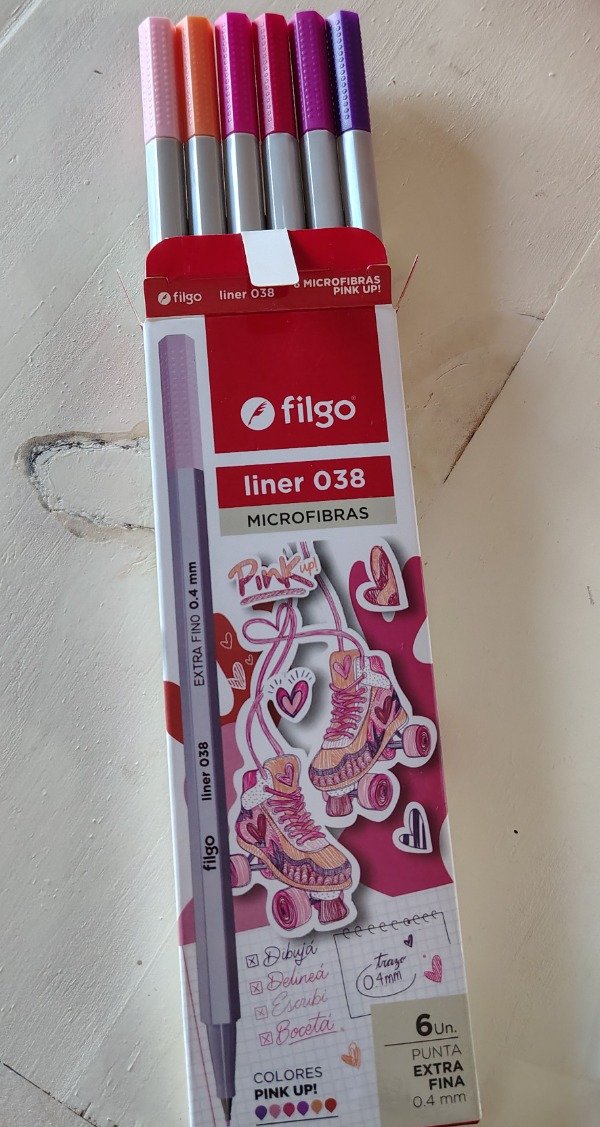 filgo
liner 038
6 MICROFIBRAS
PINK UP!
filgo
liner 038
MICROFIBRAS
Pink up!
EXTRA FINO 0.4 mm
liner 038
filgo
Dibujá
Delineá
Escribí
Bocetá
trazo
0.4mm
COLORES
PINK UP!
6 Un.
PUNTA
EXTRA
FINA
0.4 mm